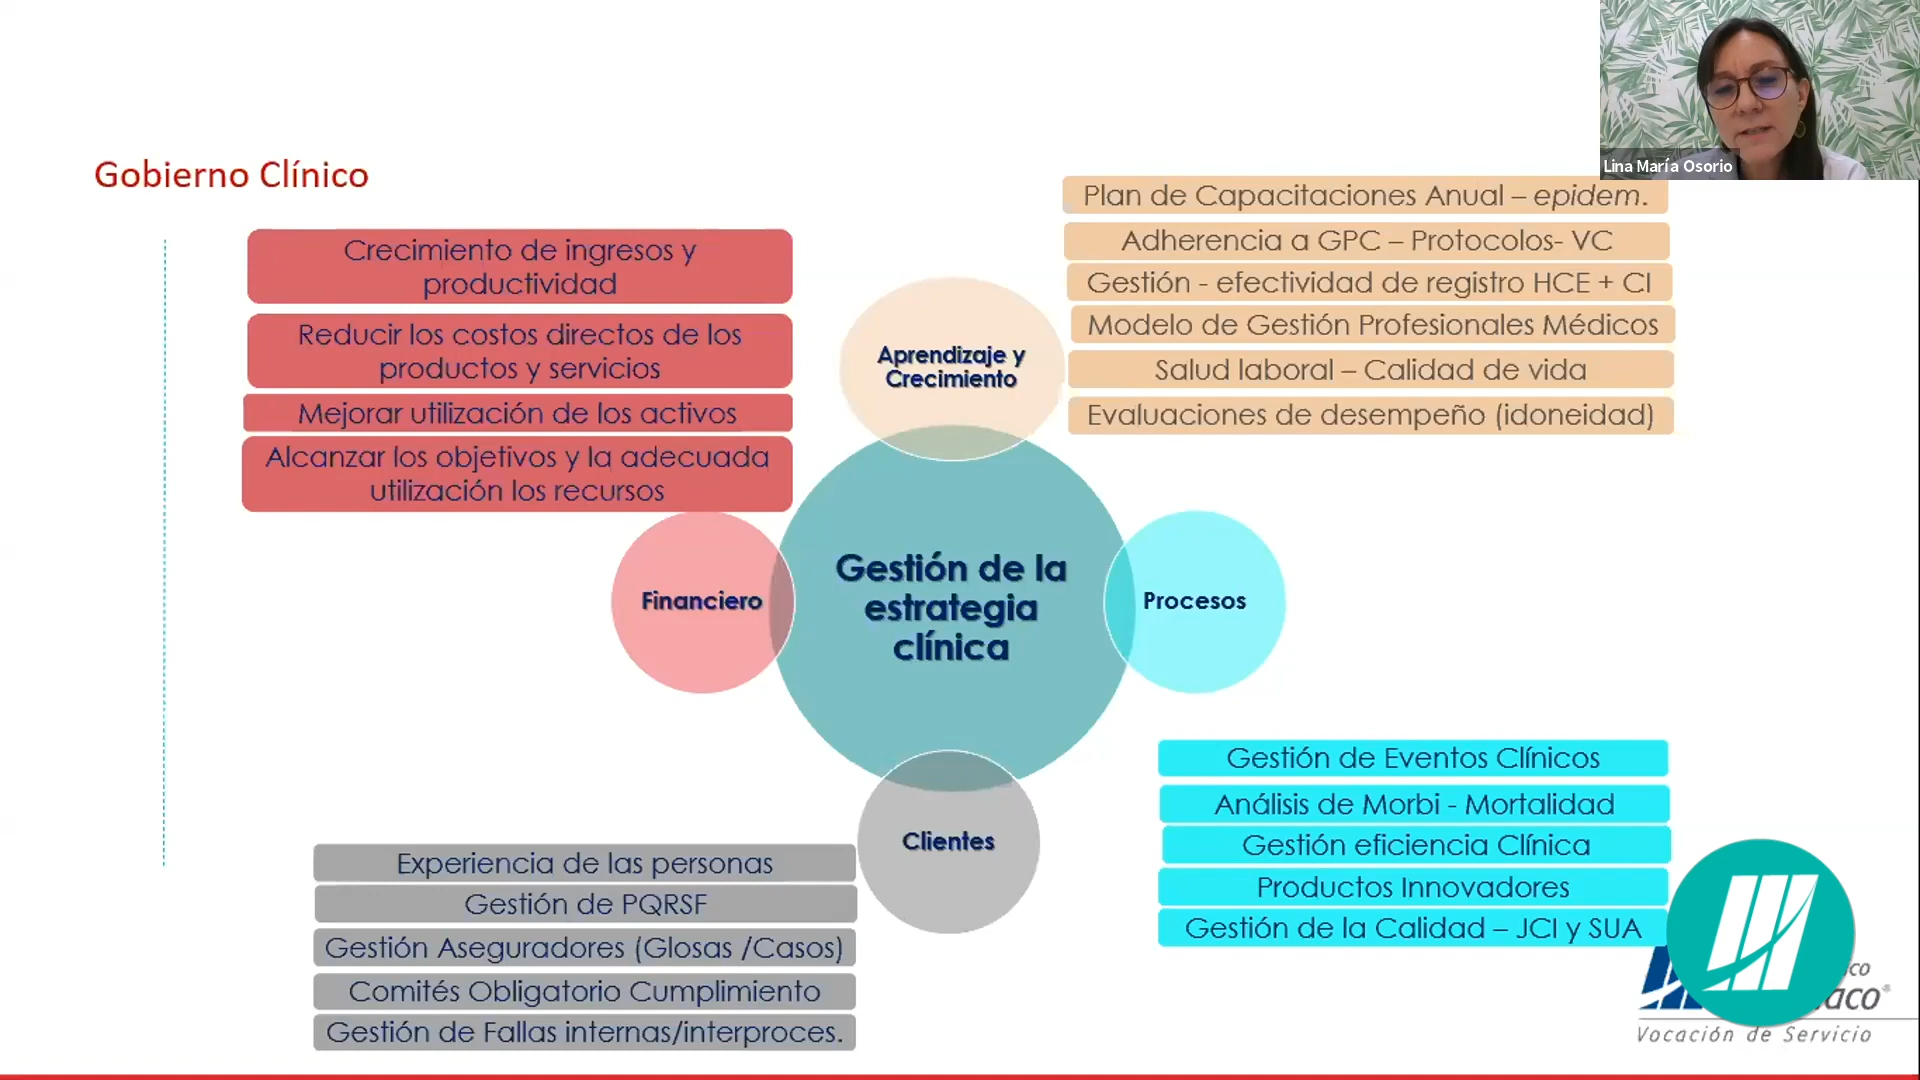 Lina María Osorio
Gobierno Clínico
Crecimiento de ingresos y
productividad
Reducir los costos directos de los
productos y servicios
Mejorar utilización de los activos
Alcanzar los objetivos y la adecuada
utilización los recursos
Plan de Capacitaciones Anual – epidem.
Adherencia a GPC – Protocolos- VC
Gestión - efectividad de registro HCE + CI
Modelo de Gestión Profesionales Médicos
Salud laboral – Calidad de vida
Evaluaciones de desempeño (idoneidad)
Aprendizaje y
Crecimiento
Financiero
Gestión de la
estrategia
clínica
Procesos
Clientes
Experiencia de las personas
Gestión de PQRSF
Gestión Aseguradores (Glosas /Casos)
Comités Obligatorio Cumplimiento
Gestión de Fallas internas/interproces.
Gestión de Eventos Clínicos
Análisis de Morbi - Mortalidad
Gestión eficiencia Clínica
Productos Innovadores
Gestión de la Calidad – JCI y SUA
Vocación de Servicio